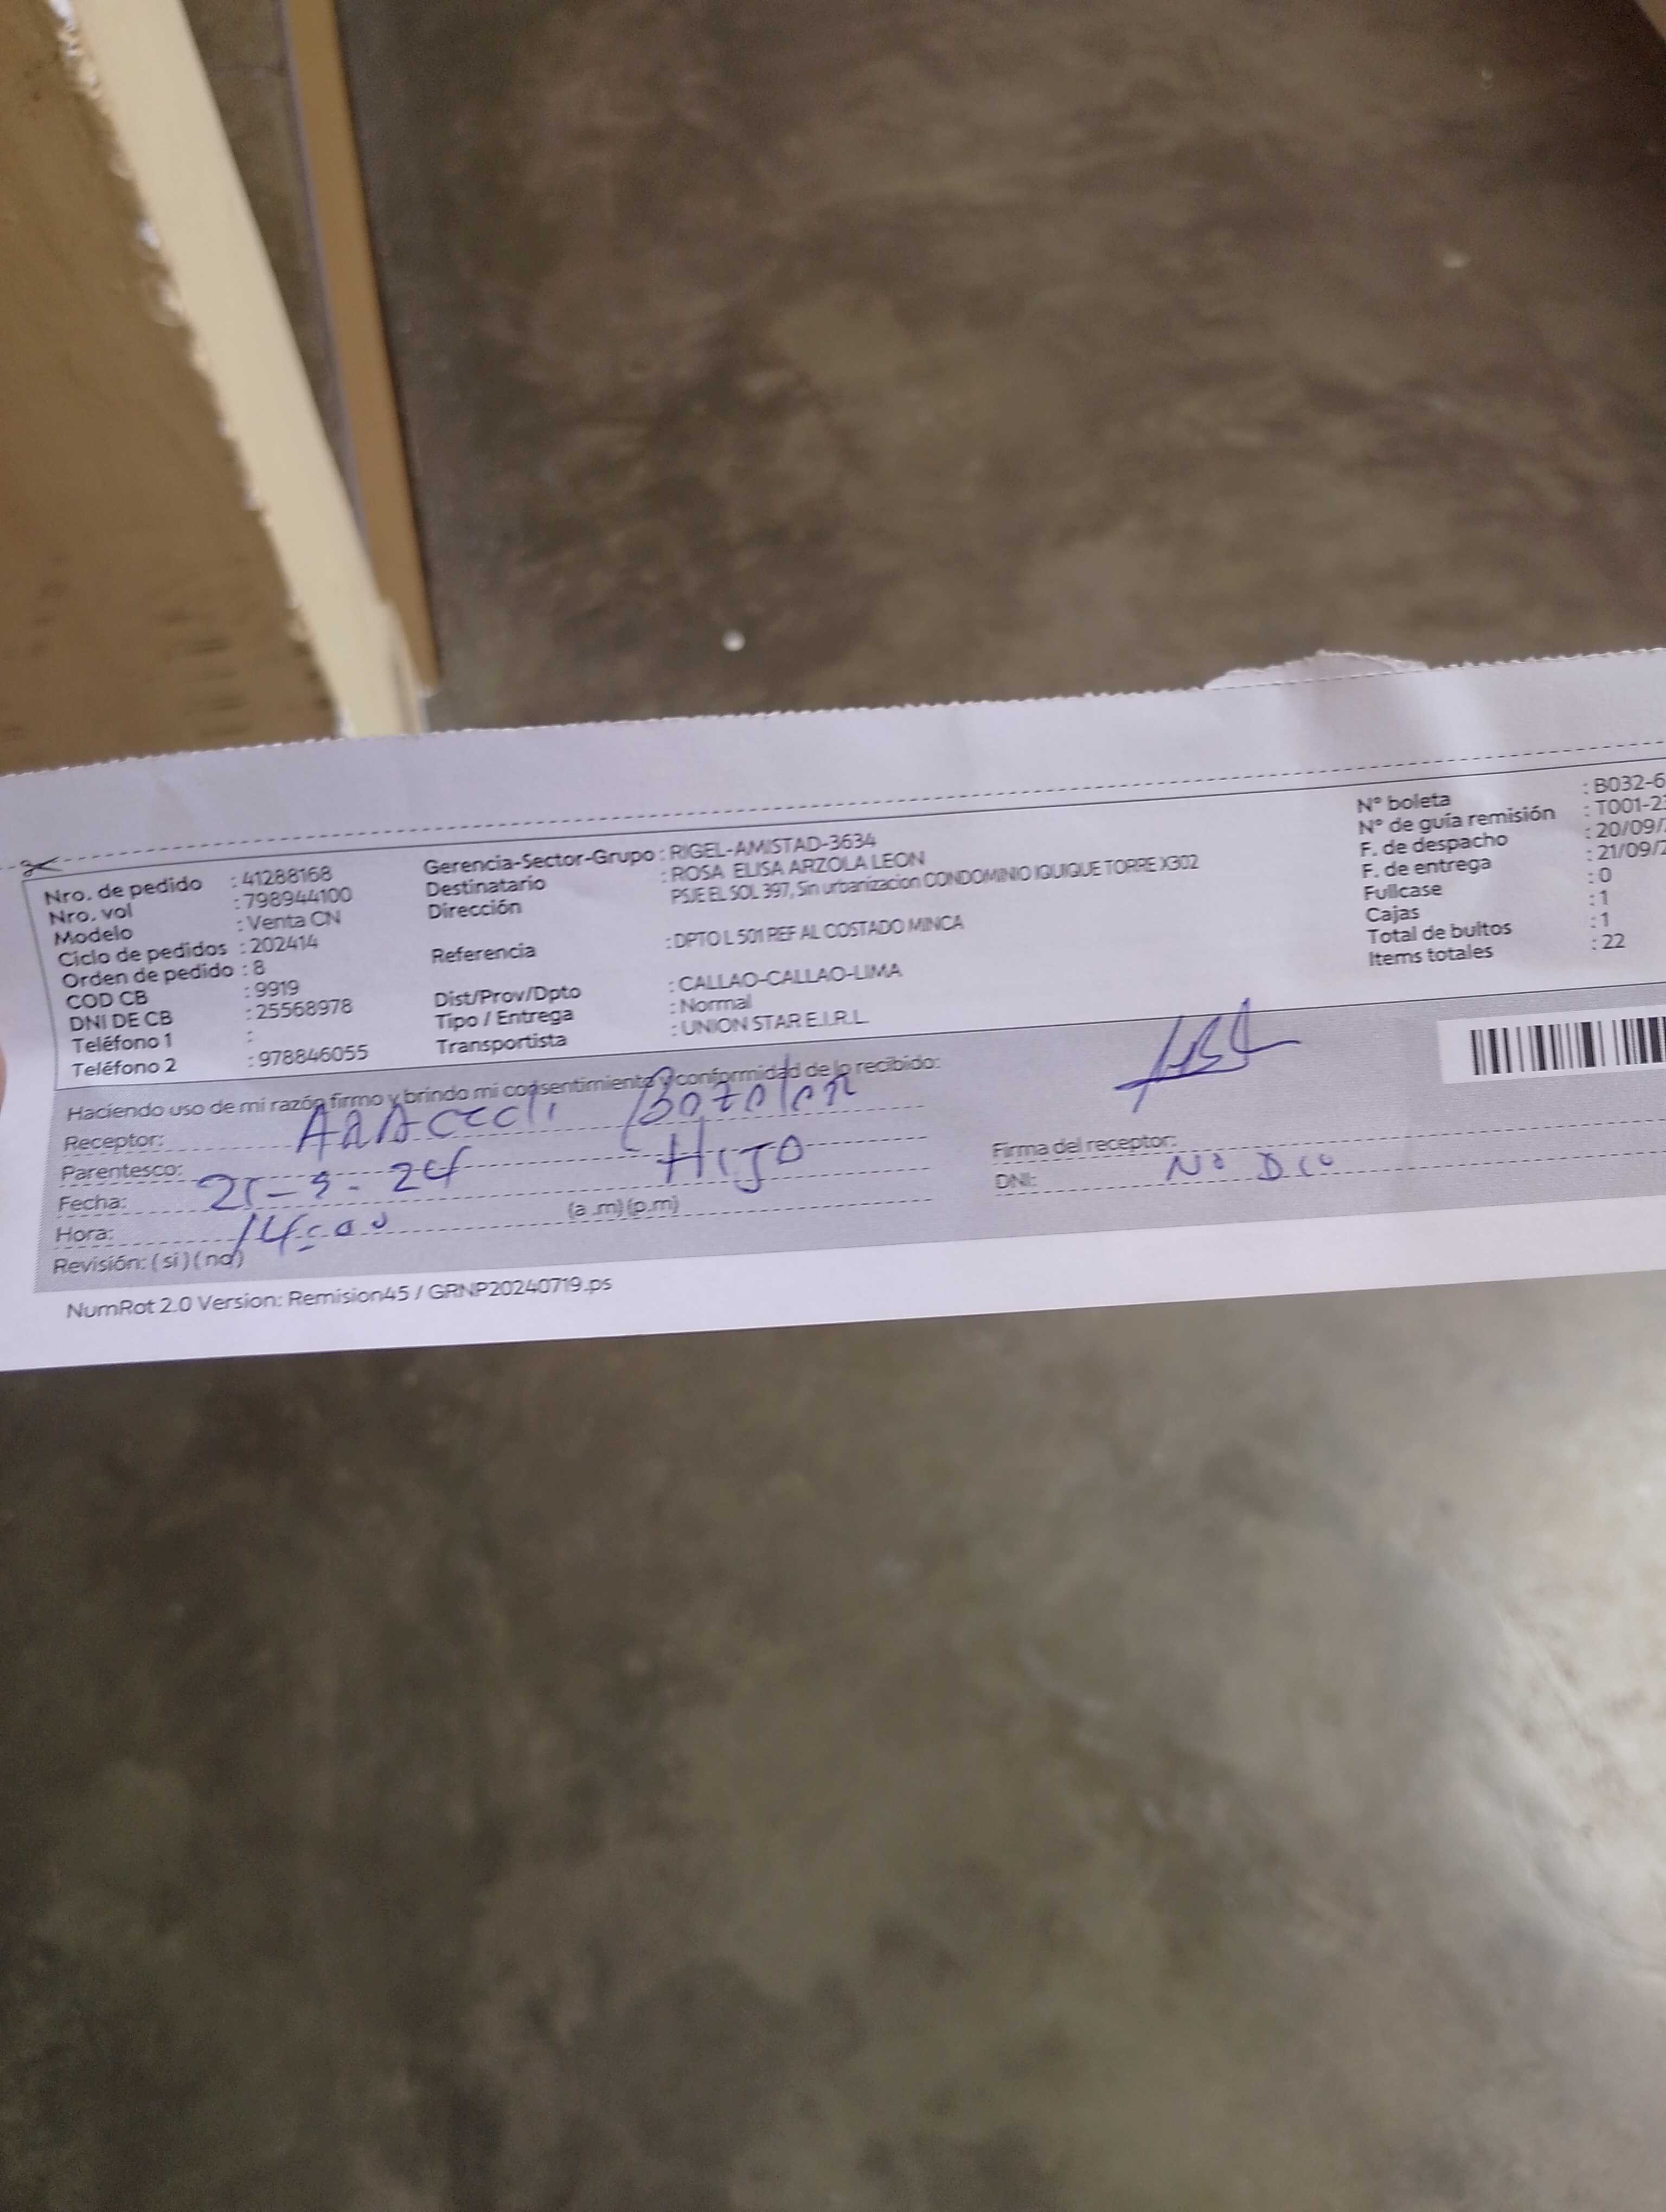 Nro. de pedido : 41288168
Nro. vol : 798944100
Modelo : Venta CN
Ciclo de pedidos : 202414
Orden de pedido : 8
COD CB : 9919
DNI DE CB : 25568978
Teléfono 1 :
Teléfono 2 : 978846055
Gerencia-Sector-Grupo : RIGEL-AMISTAD-3634
Destinatario : ROSA ELISA ARZOLA LEON
Dirección PSJE EL SOL 397, Sin urbanizacion CONDOMINIO IQUIQUE TORRE X302
Referencia : DPTO L 501 REF AL COSTADO MINCA
Dist/Prov/Dpto : CALLAO-CALLAO-LIMA
Tipo / Entrega : Normal
Transportista : UNION STAR E.I.R.L.
N° boleta : B032-6
N° de guía remisión : T001-2
F. de despacho : 20/09/
F. de entrega : 21/09/2
Fullcase : 0
Cajas : 1
Total de bultos : 1
Items totales : 22
Haciendo uso de mi razón firmo y brindo mi consentimiento y conformidad de lo recibido:
Receptor: ARAceli
Parentesco: HIJO
Fecha: 21-9-24
Hora: 14:00 (a .m) (p.m)
Revisión: ( si ) ( no )
Firma del receptor:
DNI: No Dio
NumRot 2.0 Version: Remision45 / GRNP20240719.ps